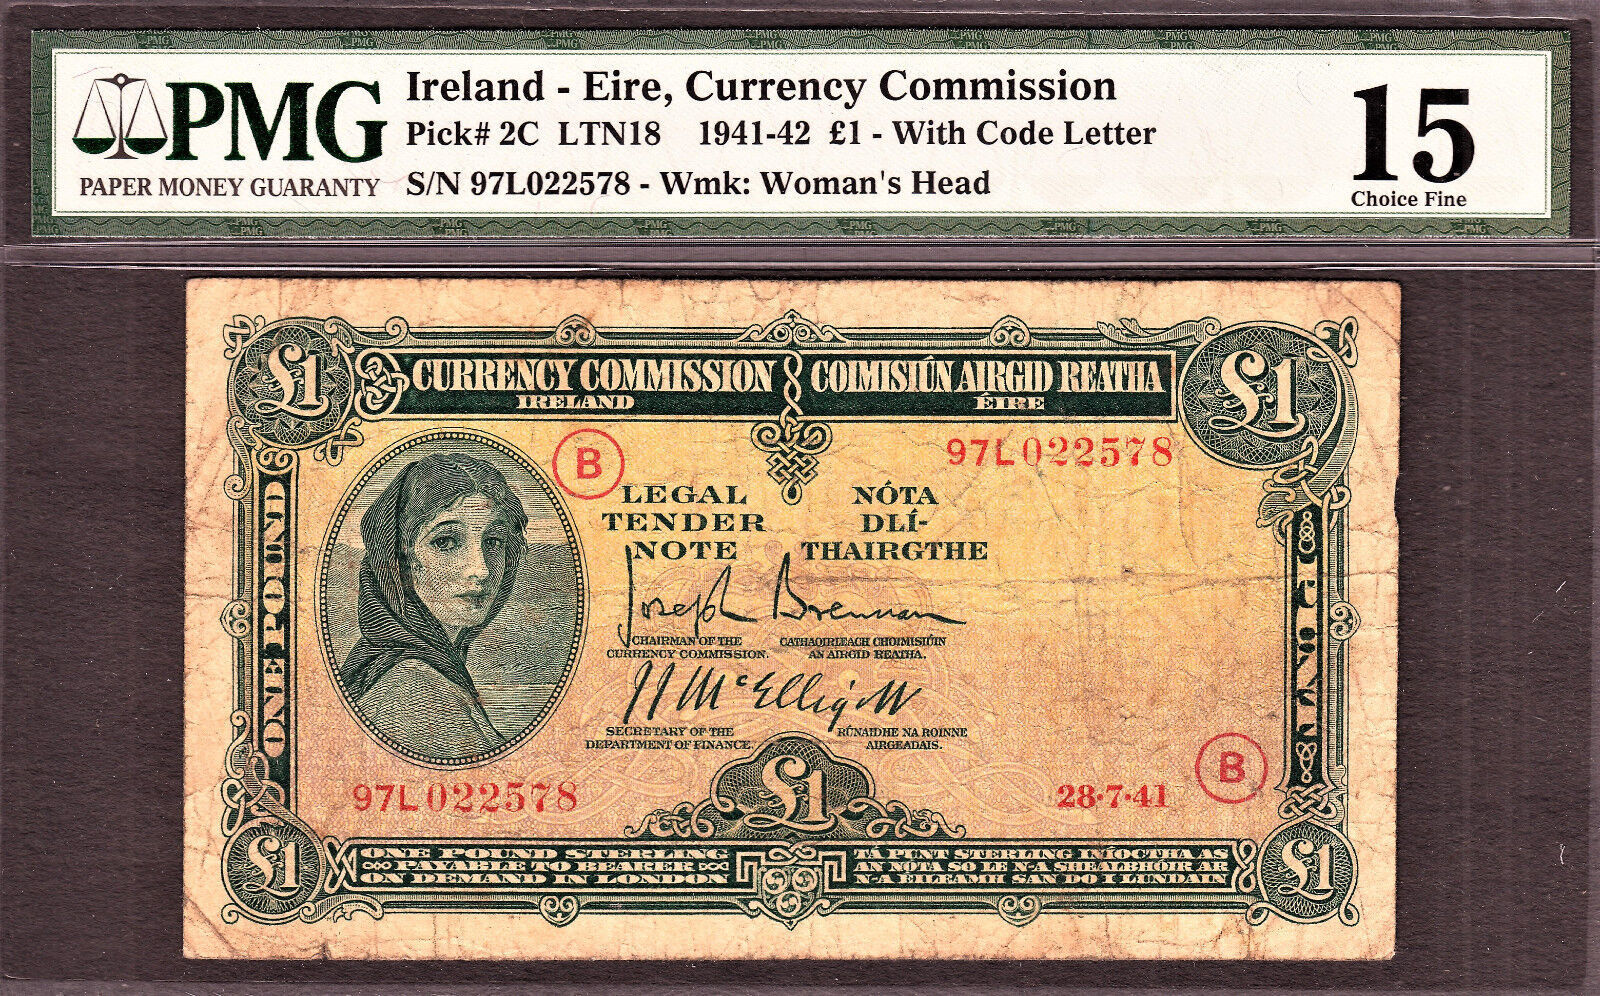 PMG
PAPER MONEY GUARANTY
Ireland - Eire, Currency Commission
Pick# 2C LTN18 1941-42 £1 - With Code Letter
S/N 97L022578 - Wmk: Woman's Head
15
Choice Fine
£1
£1
CURRENCY COMMISSION
IRELAND
COIMISIÚN AIRGID REATHA
ÉIRE
B
97L022578
LEGAL
TENDER
NOTE
NÓTA
DLÍ-
THAIRGTHE
ONE POUND
Joseph Brennan
CHAIRMAN OF THE
CURRENCY COMMISSION.
CATHAOIRLEACH CHOIMISIÚIN
AN AIRGID REATHA.
J J McElligott
SECRETARY OF THE
DEPARTMENT OF FINANCE.
RÚNAIDHE NA ROINNE
AIRGEADAIS.
97L022578
£1
28·7·41
B
£1
ONE POUND STERLING
PAYABLE TO BEARER
ON DEMAND IN LONDON
TÁ PUNT STERLING INÍOCTHA AS
AN NÓTA SO LE N-A SHEALBHÓIR AR
N-A ÉILEAMH SAN DO I LUNDAIN
£1